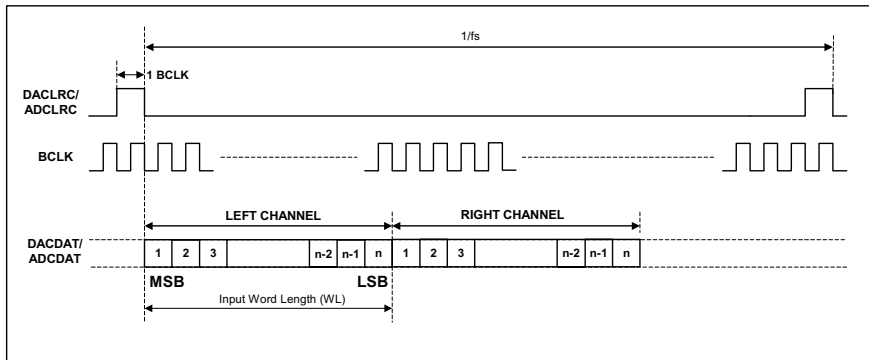 1/fs
1 BCLK
DACLRC/
ADCLRC
BCLK
LEFT CHANNEL
RIGHT CHANNEL
DACDAT/
ADCDAT
1 2 3 n-2 n-1 n 1 2 3 n-2 n-1 n
MSB LSB
Input Word Length (WL)